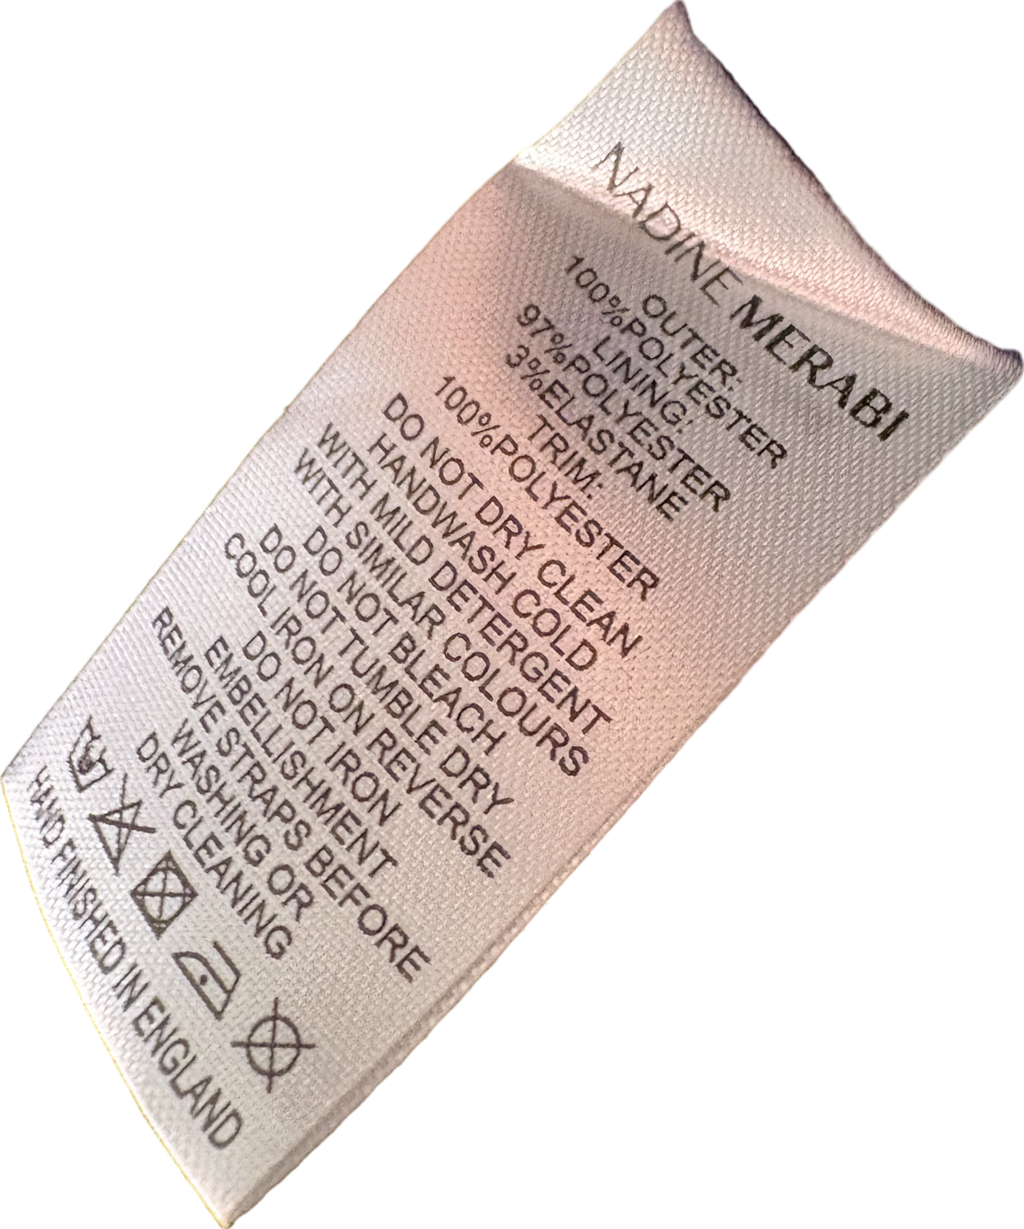 NADINE MERABI
OUTER:
100%POLYESTER
LINING:
97%POLYESTER
3%ELASTANE
TRIM:
100%POLYESTER
DO NOT DRY CLEAN
HANDWASH COLD
WITH MILD DETERGENT
WITH SIMILAR COLOURS
DO NOT BLEACH
DO NOT TUMBLE DRY
COOL IRON ON REVERSE
DO NOT IRON
EMBELLISHMENT
REMOVE STRAPS BEFORE
WASHING OR
DRY CLEANING
HAND FINISHED IN ENGLAND